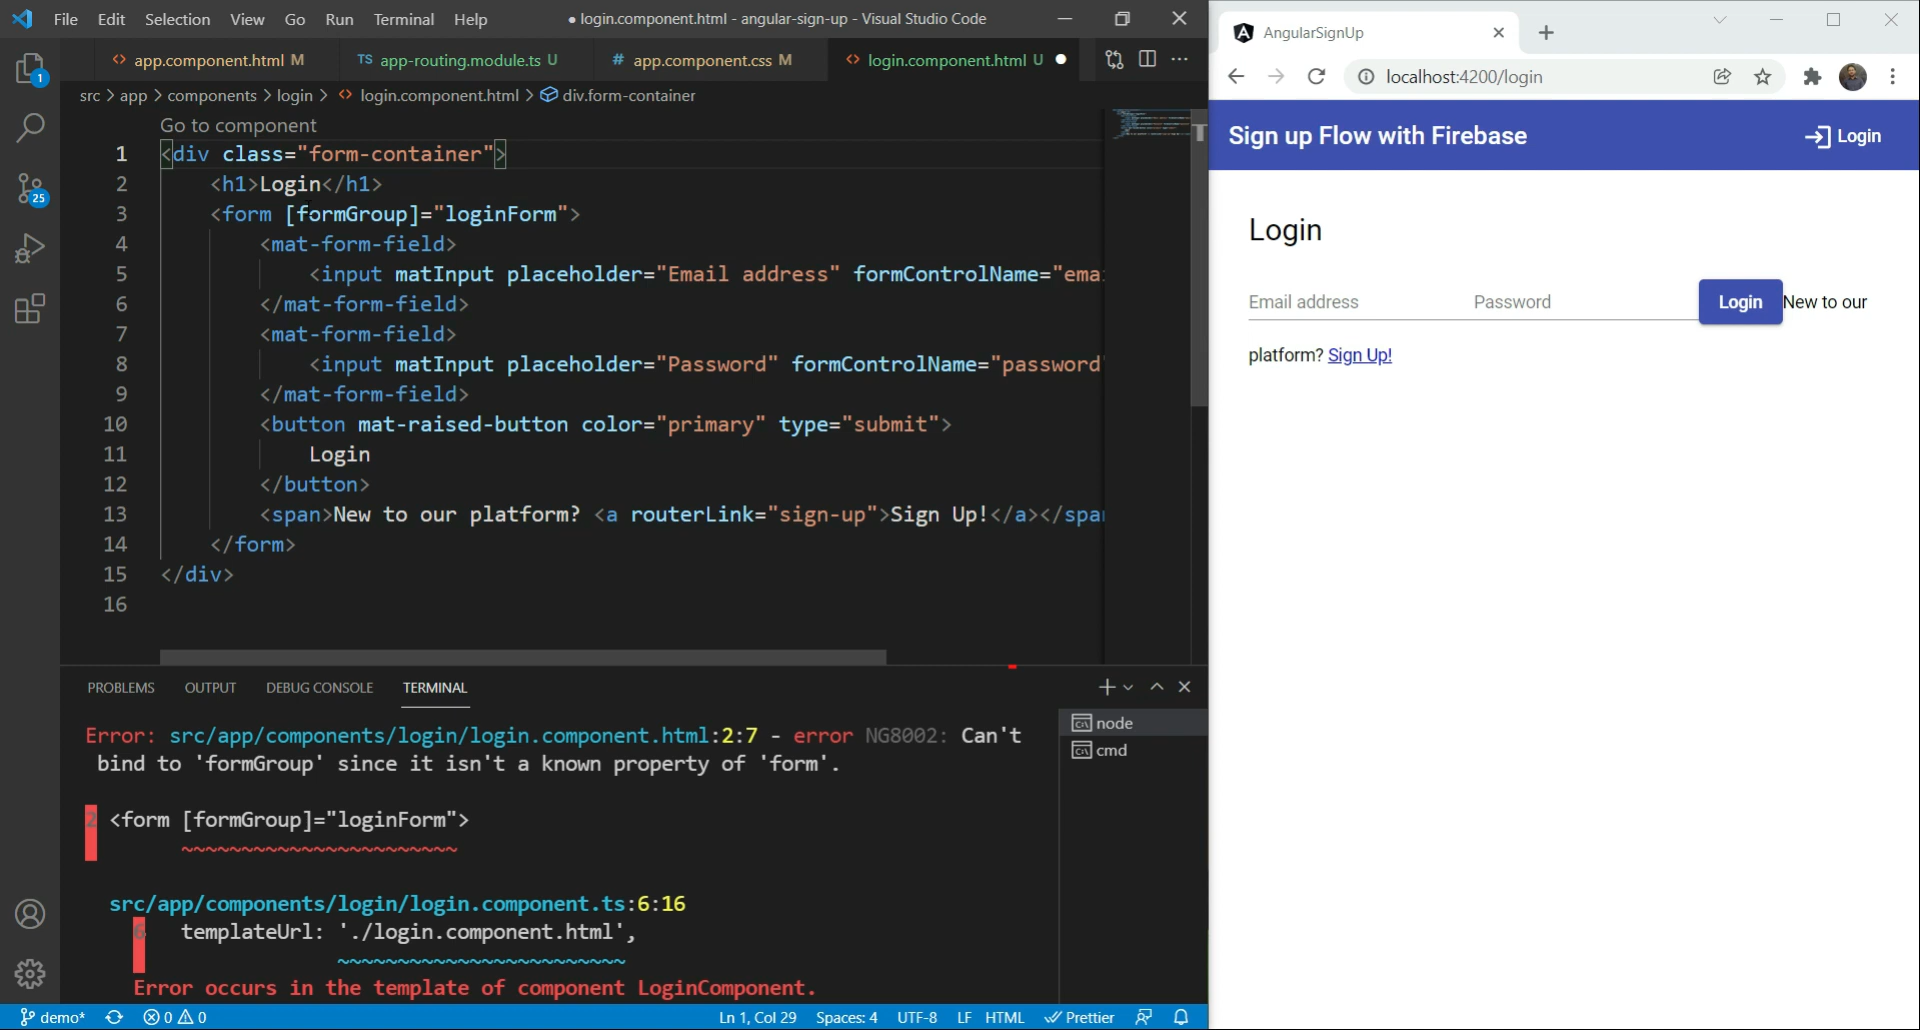 File Edit Selection View Go Run Terminal Help ● login.component.html - angular-sign-up - Visual Studio Code
app.component.html M TS app-routing.module.ts U # app.component.css M login.component.html U ●
src > app > components > login > login.component.html > div.form-container
Go to component
1 <div class="form-container">
2 <h1>Login</h1>
3 <form [formGroup]="loginForm">
4 <mat-form-field>
5 <input matInput placeholder="Email address" formControlName="ema
6 </mat-form-field>
7 <mat-form-field>
8 <input matInput placeholder="Password" formControlName="password
9 </mat-form-field>
10 <button mat-raised-button color="primary" type="submit">
11 Login
12 </button>
13 <span>New to our platform? <a routerLink="sign-up">Sign Up!</a></spa
14 </form>
15 </div>
16
PROBLEMS OUTPUT DEBUG CONSOLE TERMINAL
Error: src/app/components/login/login.component.html:2:7 - error NG8002: Can't
bind to 'formGroup' since it isn't a known property of 'form'.
2 <form [formGroup]="loginForm">
~~~~~~~~~~~~~~~~~~~~~~~
src/app/components/login/login.component.ts:6:16
6 templateUrl: './login.component.html',
~~~~~~~~~~~~~~~~~~~~~~~~
Error occurs in the template of component LoginComponent.
node
cmd
1
25
demo* 0 0 Ln 1, Col 29 Spaces: 4 UTF-8 LF HTML Prettier
AngularSignUp
localhost:4200/login
Sign up Flow with Firebase Login
Login
Email address Password Login New to our
platform? Sign Up!